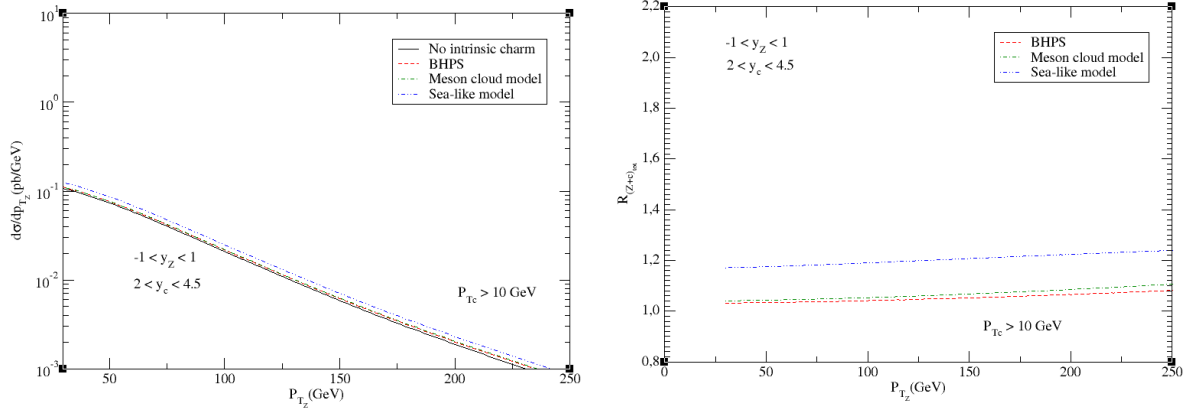 10^1
10^0
10^-1
10^-2
10^-3
dσ/dp_T_Z (pb/GeV)
No intrinsic charm
BHPS
Meson cloud model
Sea-like model
-1 < y_Z < 1
2 < y_c < 4.5
P_Tc > 10 GeV
50 100 150 200 250
P_T_Z (GeV)
2,2
2,0
1,8
1,6
1,4
1,2
1,0
0,8
R_(Z+c)_tot
-1 < y_Z < 1
2 < y_c < 4.5
BHPS
Meson cloud model
Sea-like model
P_Tc > 10 GeV
0 50 100 150 200 250
P_T_Z (GeV)